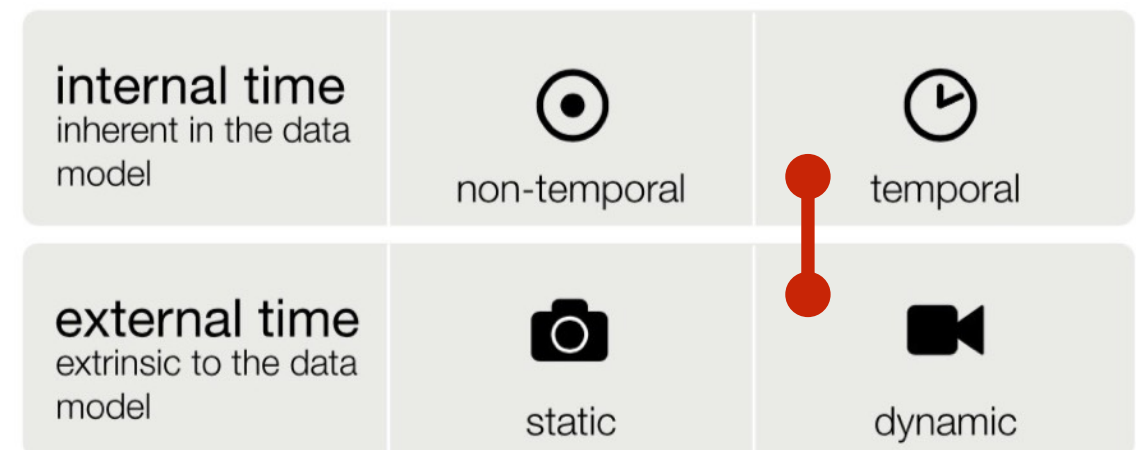 internal time
inherent in the data
model
non-temporal
temporal
external time
extrinsic to the data
model
static
dynamic